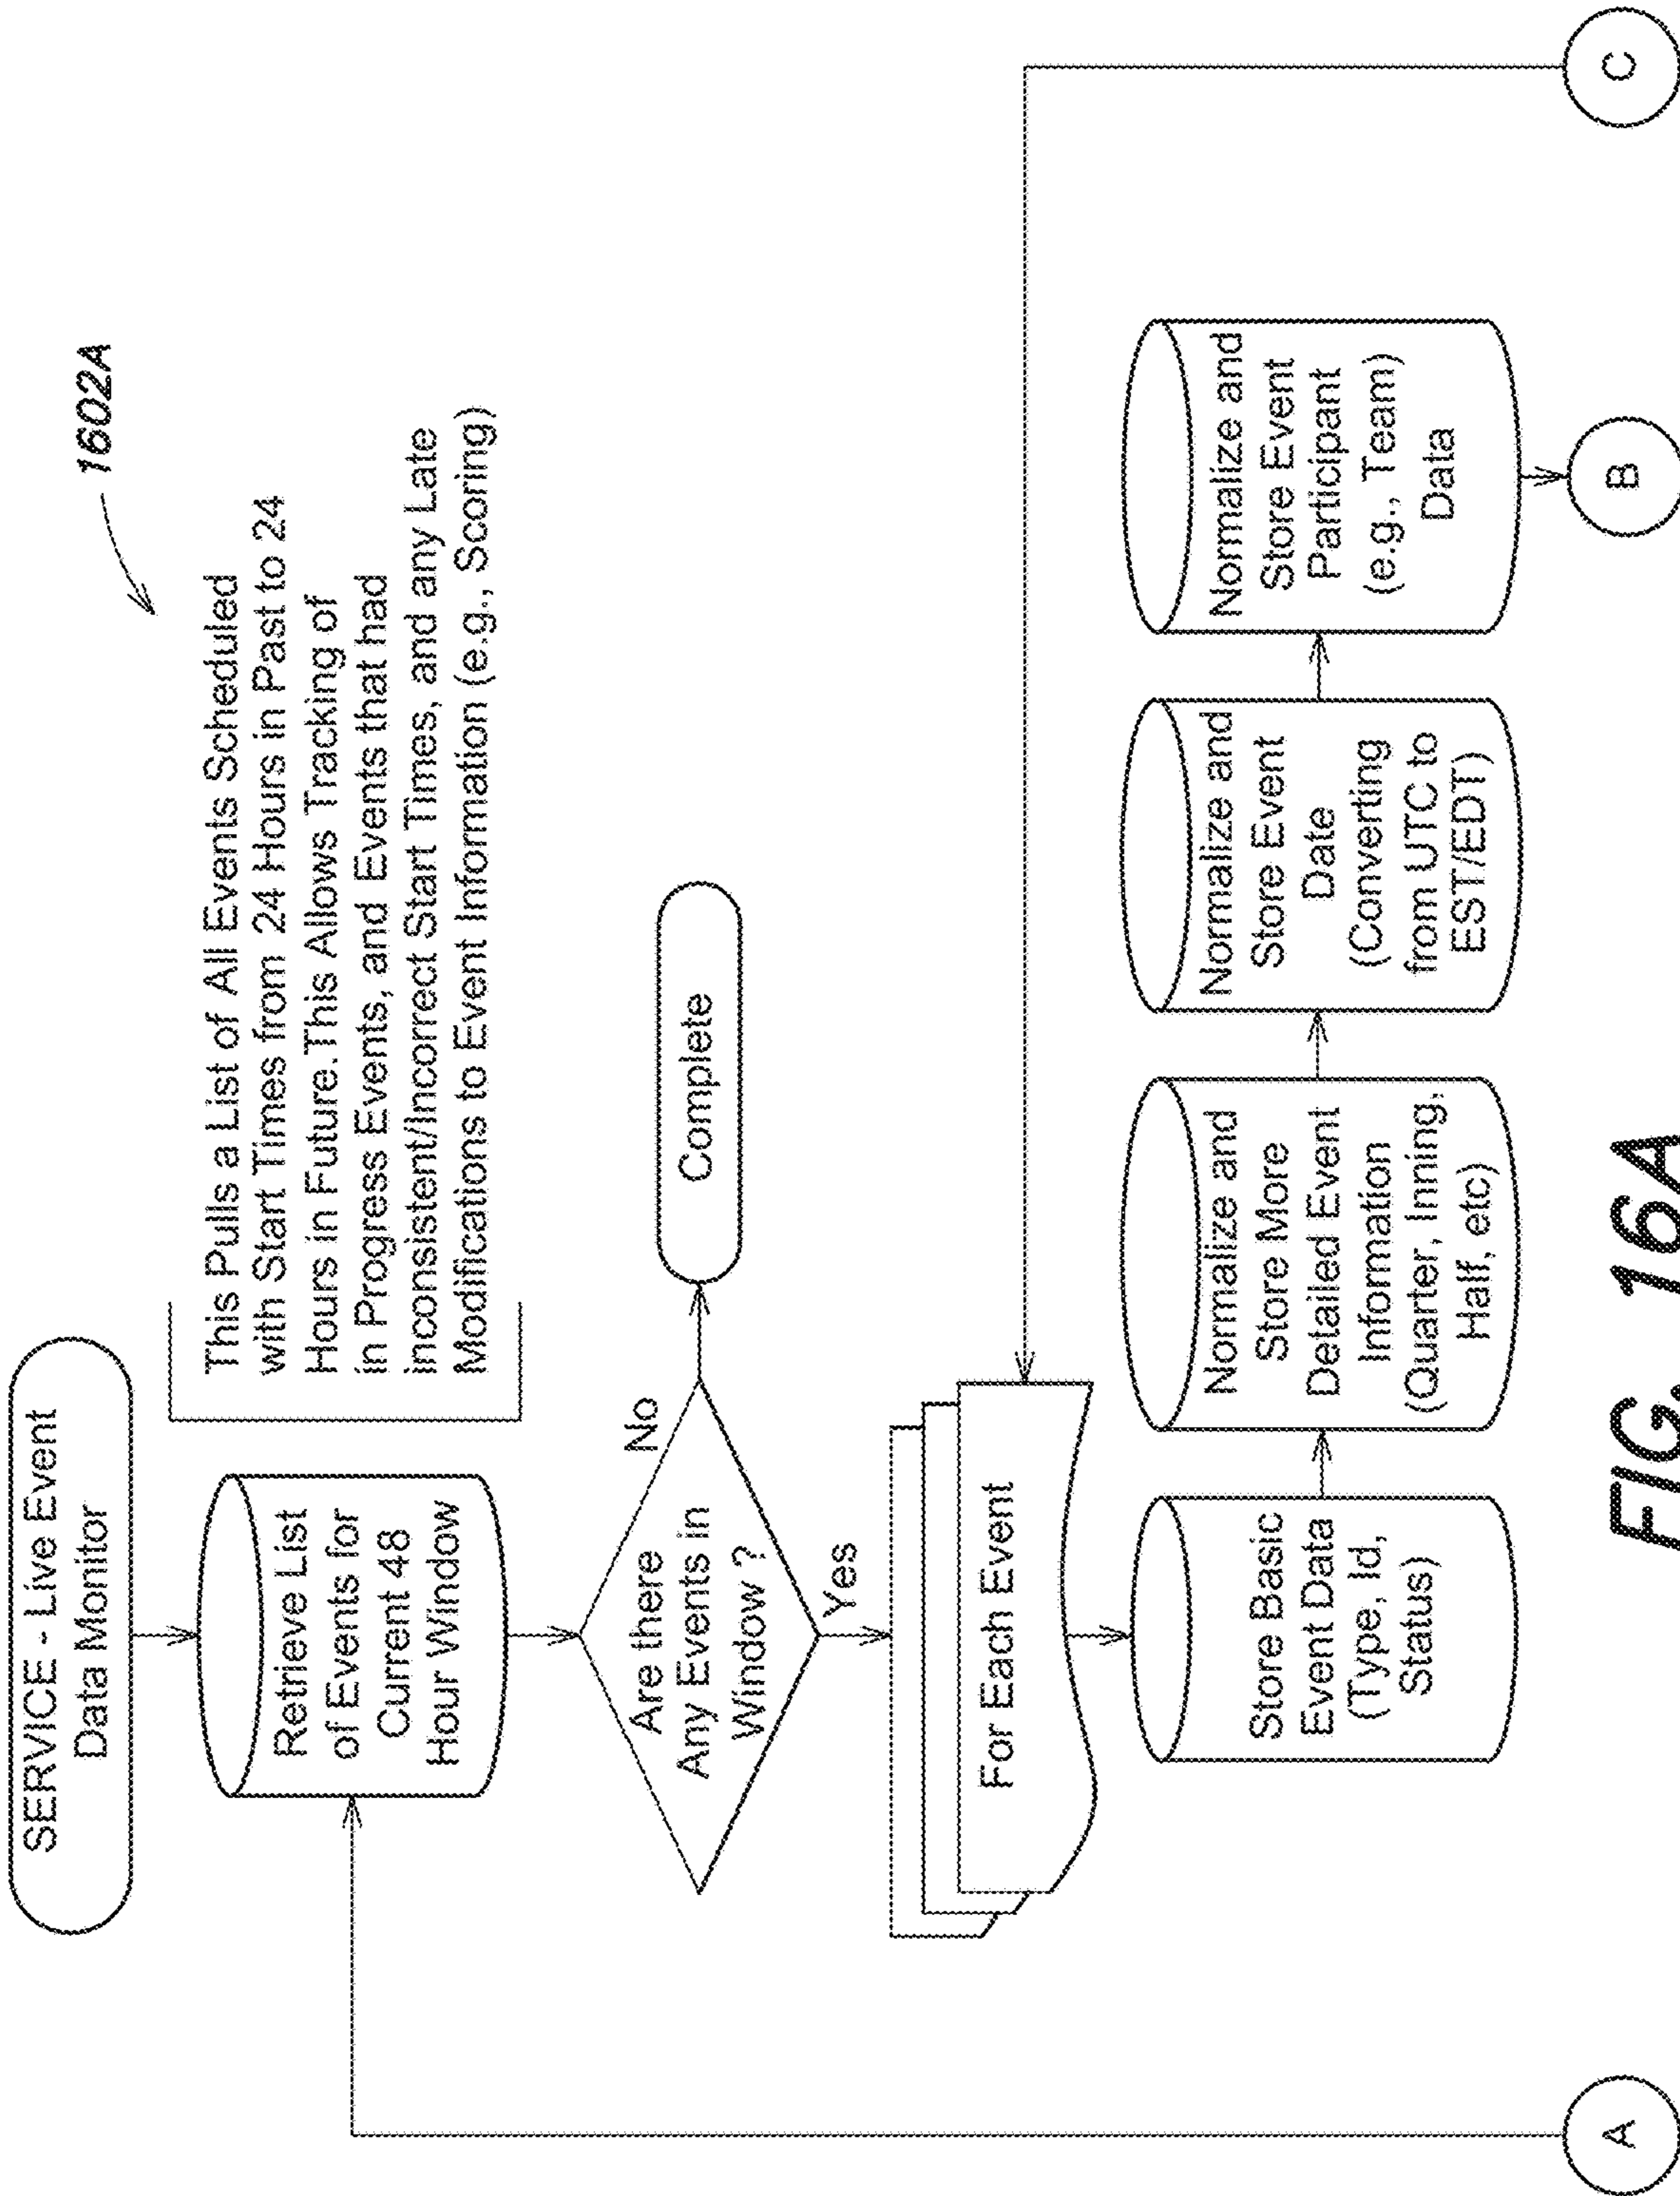 1602A
SERVICE - Live Event
Data Monitor
This Pulls a List of All Events Scheduled
with Start Times from 24 Hours in Past to 24
Hours in Future.This Allows Tracking of
in Progress Events, and Events that had
inconsistent/Incorrect Start Times, and any Late
Modifications to Event Information (e.g., Scoring)
Retrieve List
of Events for
Current 48
Hour Window
Are there
Any Events in
Window ?
No
Complete
Yes
For Each Event
Store Basic
Event Data
(Type, Id,
Status)
Normalize and
Store More
Detailed Event
Information
(Quarter, Inning,
Half, etc)
Normalize and
Store Event
Date
(Converting
from UTC to
EST/EDT)
Normalize and
Store Event
Participant
(e.g., Team)
Data
A
B
C
FIG. 16A